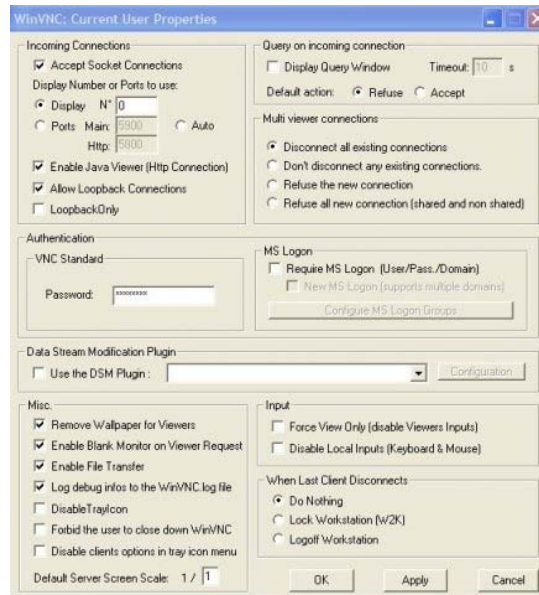 WinVNC: Current User Properties
Incoming Connections
Accept Socket Connections
Display Number or Ports to use:
Display N° 0
Ports Main: 5900 Auto
Http: 5800
Enable Java Viewer (Http Connection)
Allow Loopback Connections
LoopbackOnly
Query on incoming connection
Display Query Window Timeout: 10 s
Default action: Refuse Accept
Multi viewer connections
Disconnect all existing connections
Don't disconnect any existing connections.
Refuse the new connection
Refuse all new connection (shared and non shared)
Authentication
VNC Standard
Password: xxxxxxxx
MS Logon
Require MS Logon (User/Pass./Domain)
New MS Logon (supports multiple domains)
Configure MS Logon Groups
Data Stream Modification Plugin
Use the DSM Plugin : Configuration
Misc.
Remove Wallpaper for Viewers
Enable Blank Monitor on Viewer Request
Enable File Transfer
Log debug infos to the WinVNC.log file
DisableTrayIcon
Forbid the user to close down WinVNC
Disable clients options in tray icon menu
Default Server Screen Scale: 1 / 1
Input
Force View Only (disable Viewers Inputs)
Disable Local Inputs (Keyboard & Mouse)
When Last Client Disconnects
Do Nothing
Lock Workstation (W2K)
Logoff Workstation
OK Apply Cancel